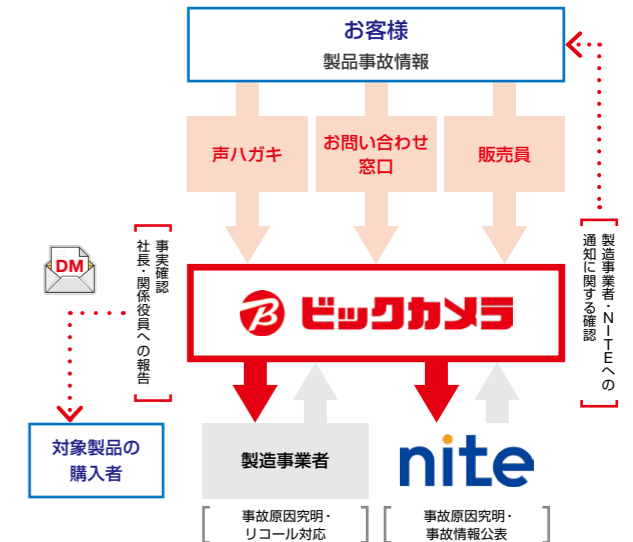 お客様
製品事故情報
声ハガキ
お問い合わせ
窓口
販売員
製造事業者・NITEへの
通知に関する確認
事実確認
社長・関係役員への報告
DM
B ビックカメラ
対象製品の
購入者
製造事業者
nite
事故原因究明・
リコール対応
事故原因究明・
事故情報公表